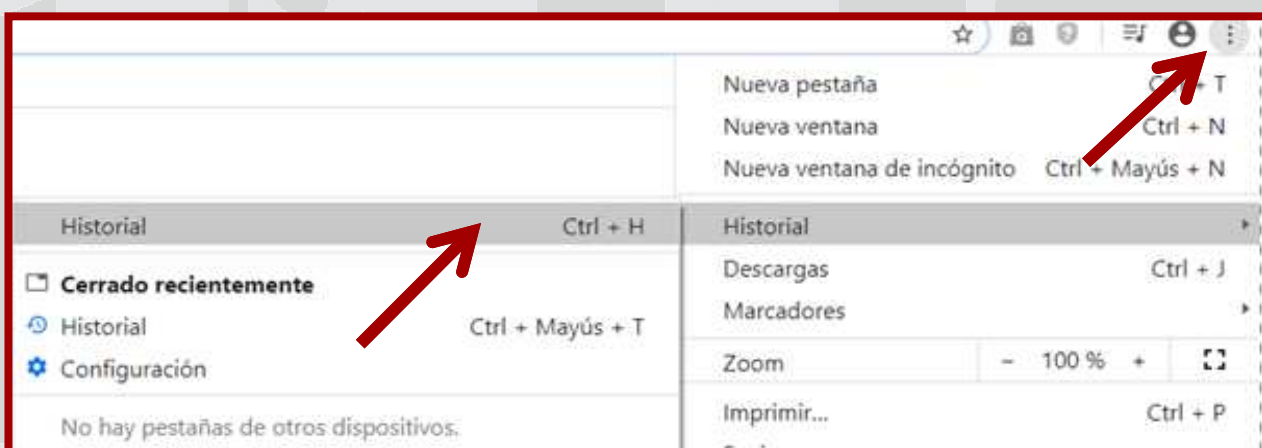 Nueva pestaña
T
Nueva ventana Ctrl + N
Nueva ventana de incógnito Ctrl + Mayús + N
Historial Ctrl + H
Cerrado recientemente
Historial Ctrl + Mayús + T
Configuración
No hay pestañas de otros dispositivos.
Historial
Descargas Ctrl + J
Marcadores
Zoom - 100 % +
Imprimir... Ctrl + P